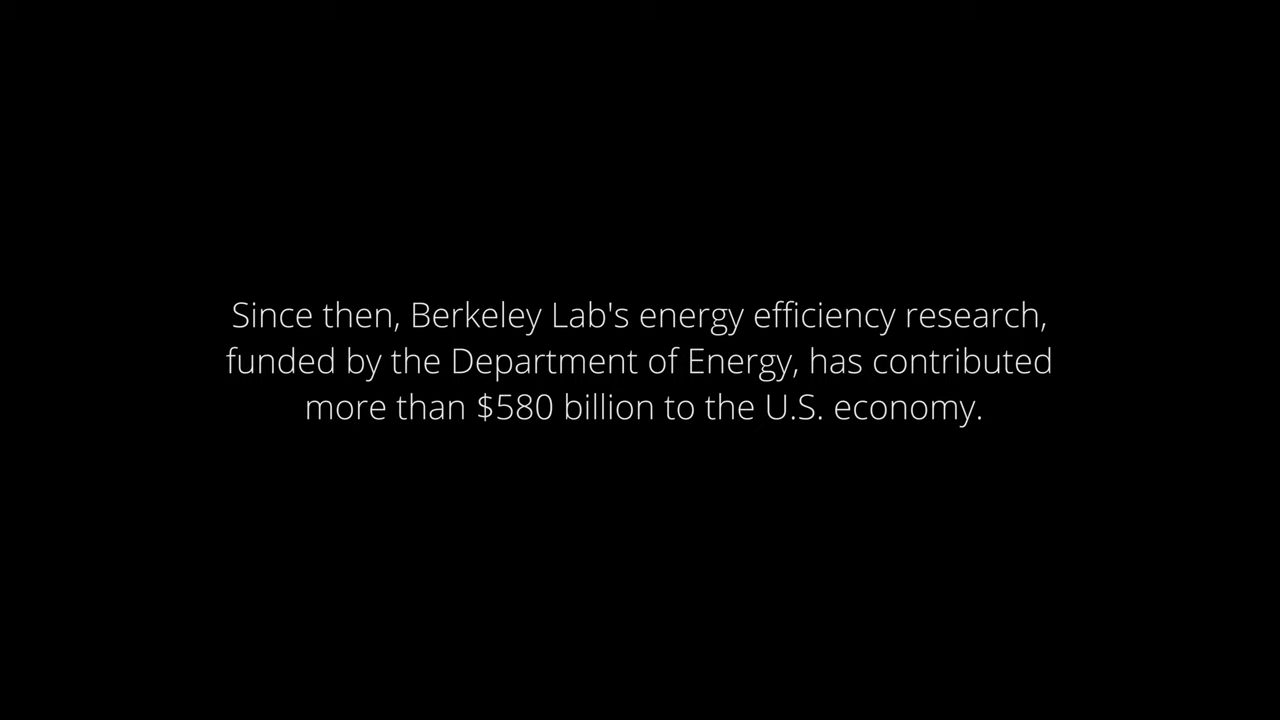 Since then, Berkeley Lab's energy efficiency research,
funded by the Department of Energy, has contributed
more than $580 billion to the U.S. economy.